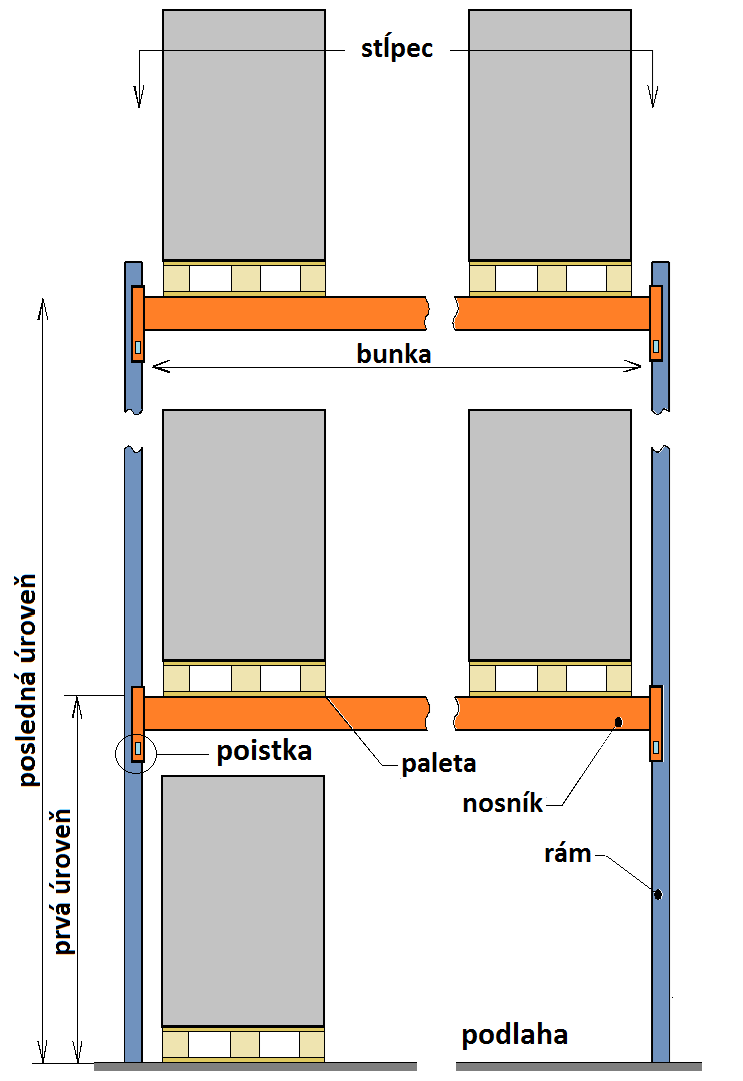 stĺpec
bunka
posledná úroveň
poistka
paleta
nosník
prvá úroveň
rám
podlaha